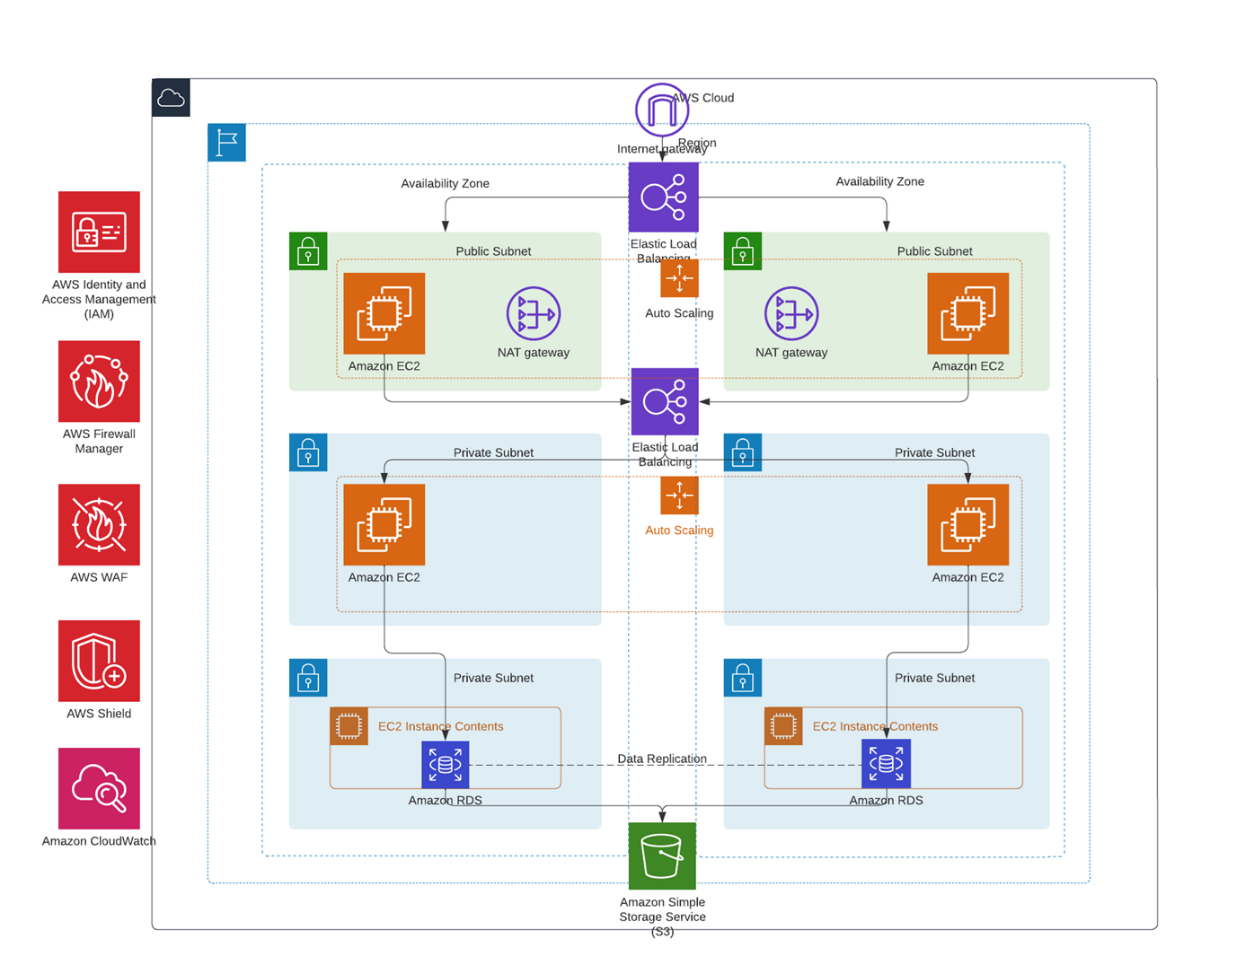 AWS Cloud
Region
Internet gateway
Availability Zone
Availability Zone
Elastic Load
Balancing
Public Subnet
Public Subnet
Auto Scaling
Amazon EC2
NAT gateway
NAT gateway
Amazon EC2
AWS Identity and
Access Management
(IAM)
AWS Firewall
Manager
AWS WAF
AWS Shield
Amazon CloudWatch
Elastic Load
Balancing
Private Subnet
Private Subnet
Auto Scaling
Amazon EC2
Amazon EC2
Private Subnet
Private Subnet
EC2 Instance Contents
EC2 Instance Contents
Data Replication
Amazon RDS
Amazon RDS
Amazon Simple
Storage Service
(S3)